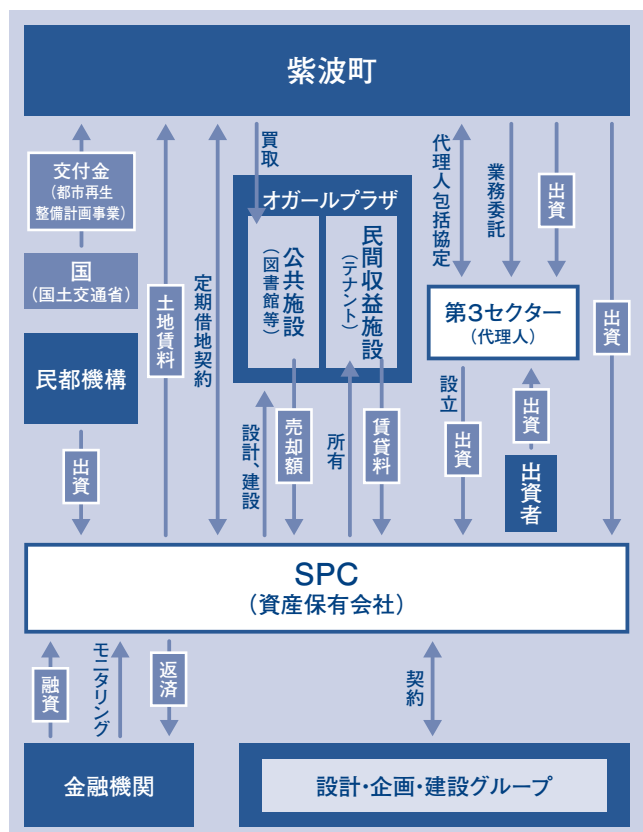 紫波町
交付金
(都市再生
整備計画事業)
国
(国土交通省)
民都機構
出資
土地賃料
定期借地契約
買取
オガールプラザ
公共施設
(図書館等)
民間収益施設
(テナント)
設計、建設
売却額
所有
賃貸料
代理人包括協定
業務委託
出資
第3セクター
(代理人)
設立
出資
出資
出資者
出資
SPC
(資産保有会社)
融資
モニタリング
返済
契約
金融機関
設計・企画・建設グループ